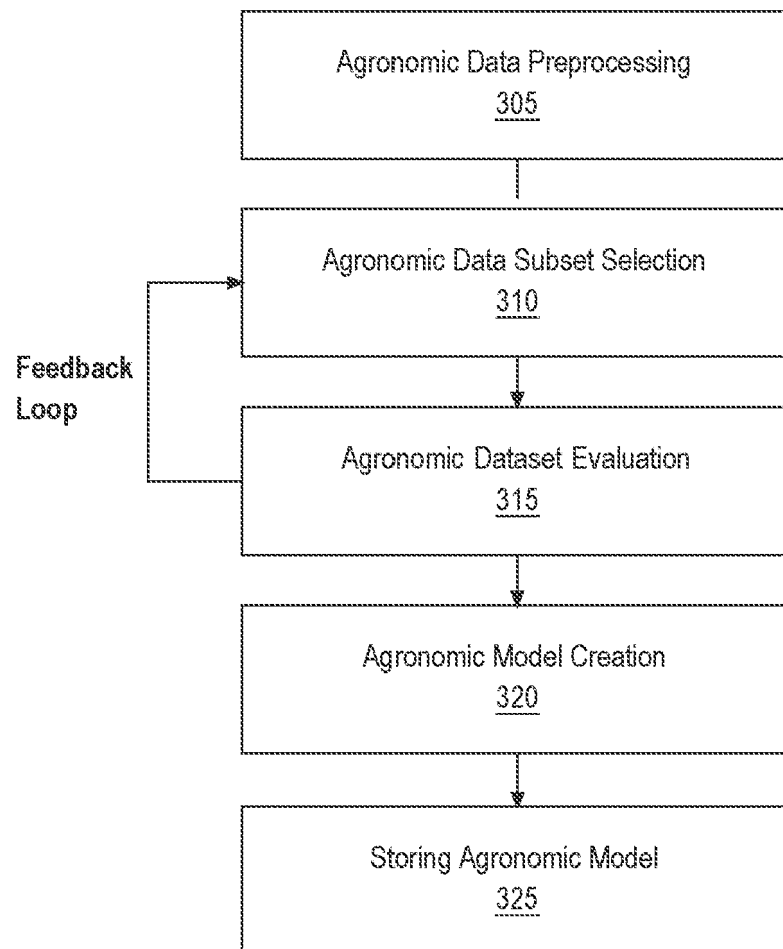 Agronomic Data Preprocessing
305
Agronomic Data Subset Selection
310
Feedback
Loop
Agronomic Dataset Evaluation
315
Agronomic Model Creation
320
Storing Agronomic Model
325